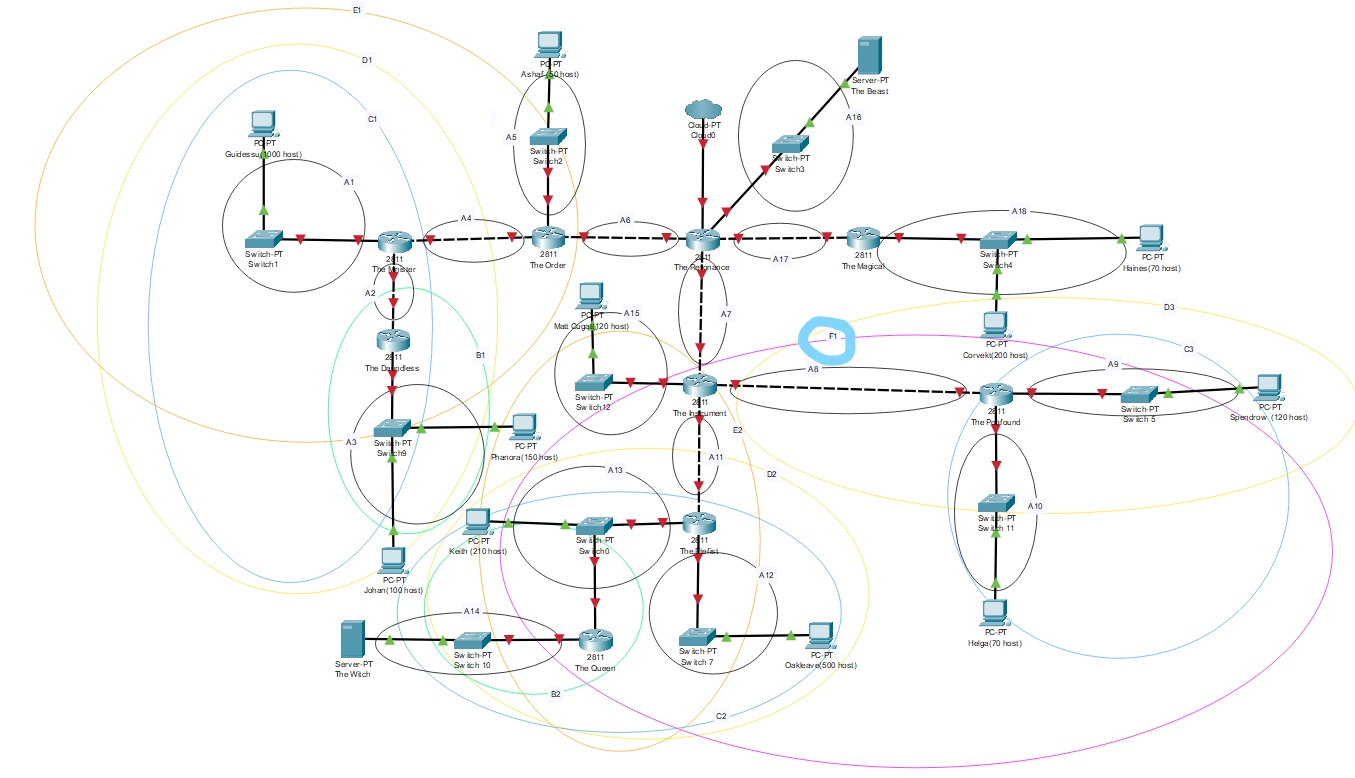 E1
D1
PC-PT
Ashaf (50 host)
Server-PT
The Beast
Cloud-PT
Cloud0
A16
C1
A5
PC-PT
Guidessu(1000 host)
Switch-PT
Switch2
Switch-PT
Switch3
A1
A4
A6
A18
Switch-PT
Switch1
2811
The Minister
2811
The Order
2811
The Resonance
A17
2811
The Magical
Switch-PT
Switch4
PC-PT
Haines(70 host)
A2
A15
A7
D3
PC-PT
Matt Cugat(120 host)
F1
PC-PT
Corvekt(200 host)
B1
2811
The Daundless
C3
A8
A9
Switch-PT
Switch12
2811
The Instrument
2811
The Profound
Switch-PT
Switch 5
PC-PT
Spendrow (120 host)
A3
Switch-PT
Switch9
PC-PT
Phanora(150 host)
E2
A11
A13
D2
A10
Switch-PT
Switch 11
PC-PT
Keith (210 host)
Switch-PT
Switch0
2811
PC-PT
Johan(100 host)
A12
A14
PC-PT
Helga(70 host)
Server-PT
The Witch
Switch-PT
Switch 10
2811
The Queen
Switch-PT
Switch 7
PC-PT
Oakleave(500 host)
B2
C2